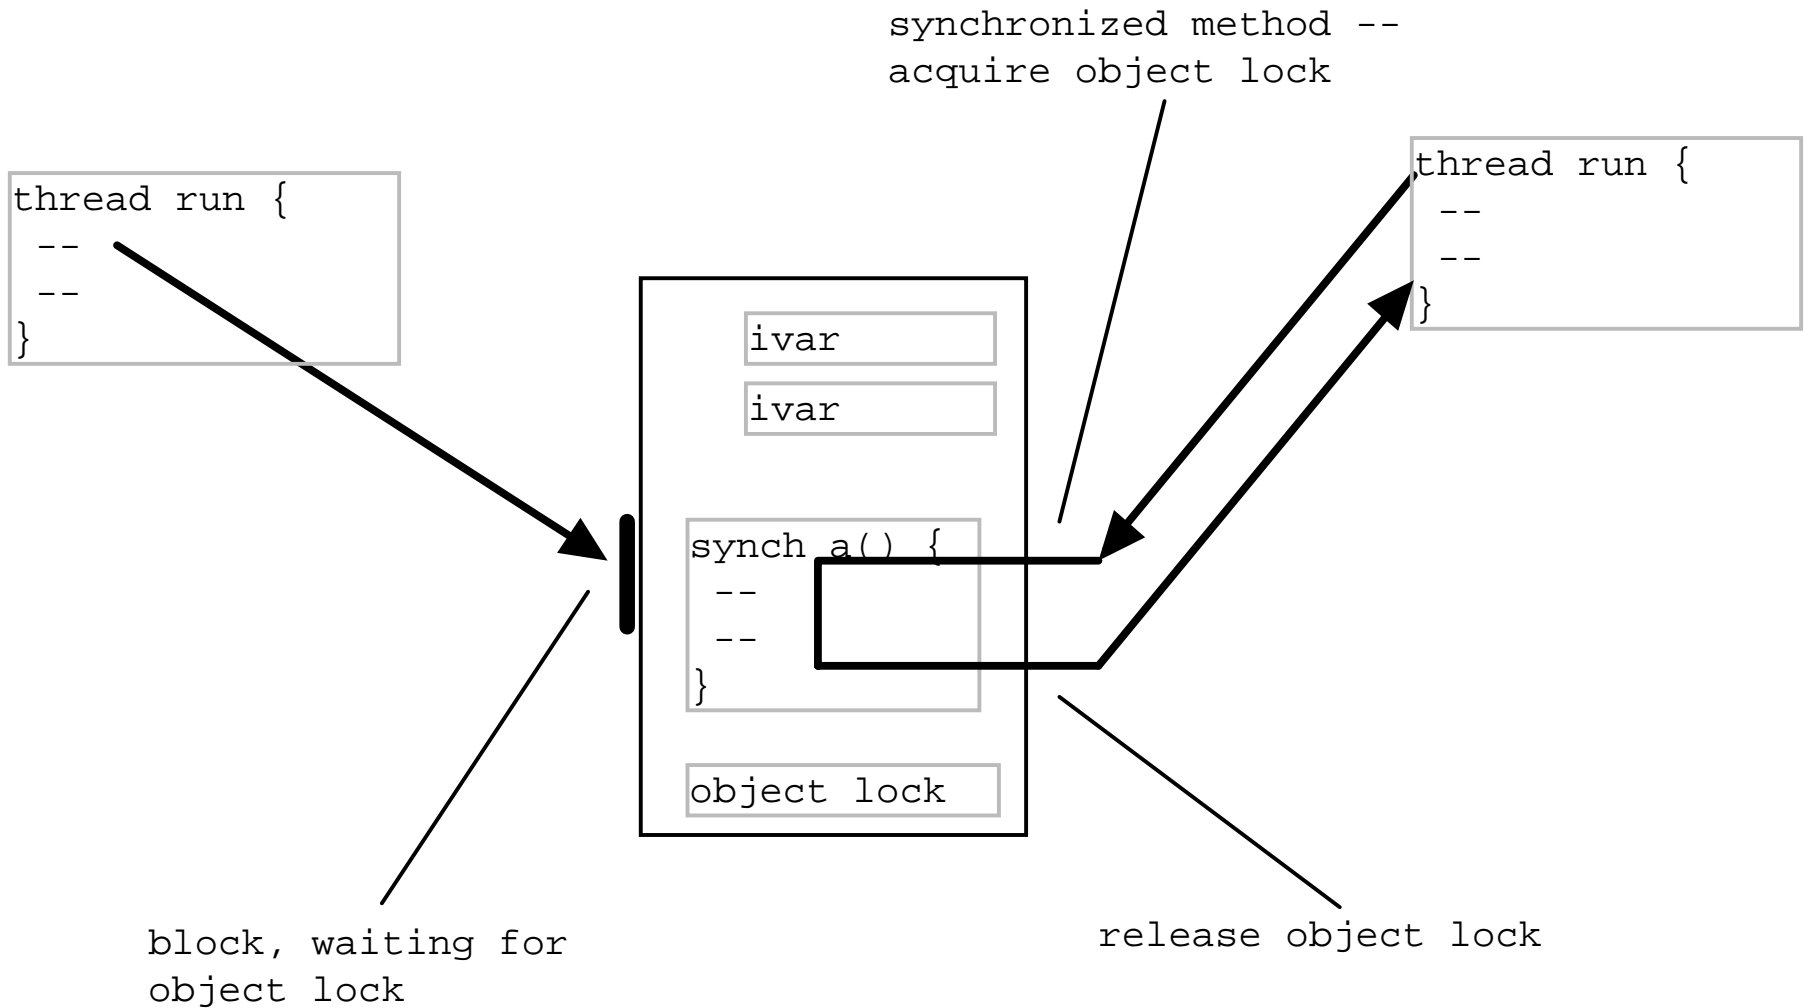 synchronized method --
acquire object lock
thread run {
--
--
}
thread run {
--
--
}
ivar
ivar
synch a() {
--
--
}
object lock
block, waiting for
object lock
release object lock